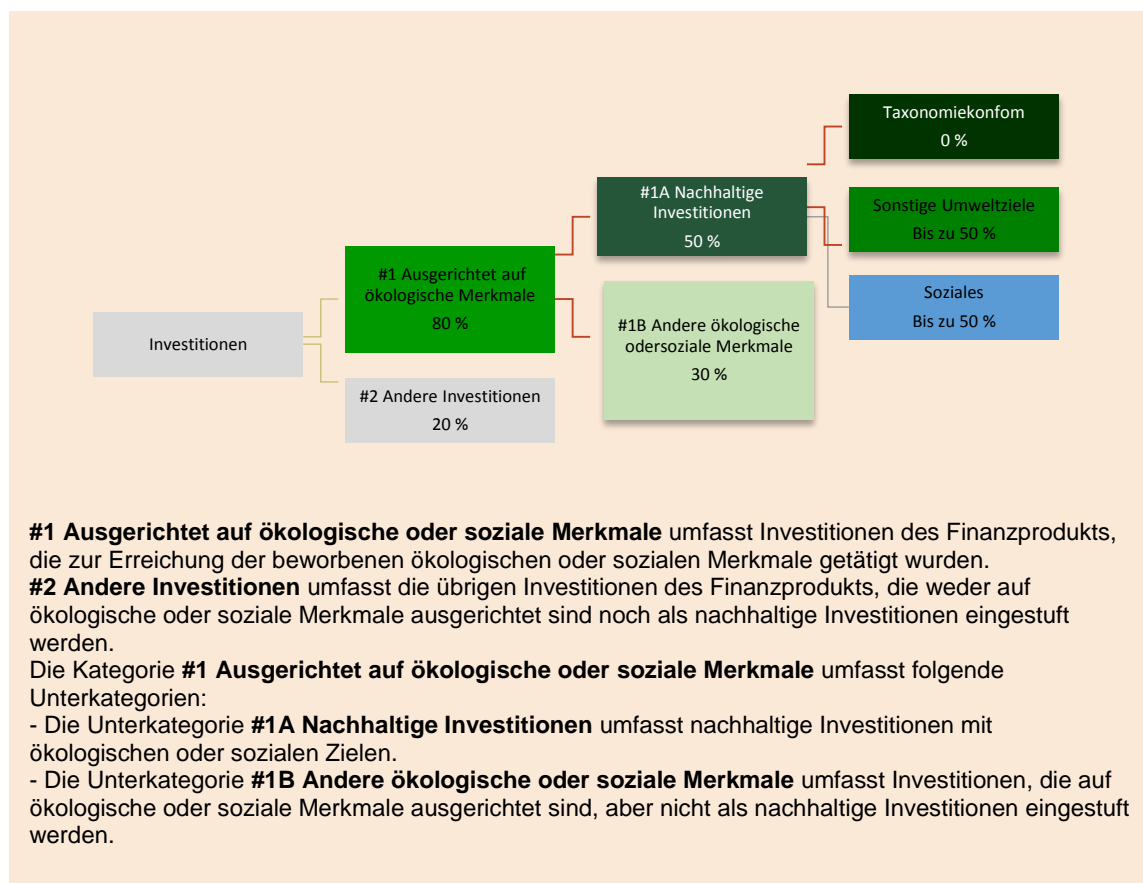 Taxonomiekonfom
0 %
#1A Nachhaltige
Investitionen
50 %
Sonstige Umweltziele
Bis zu 50 %
#1 Ausgerichtet auf
ökologische Merkmale
80 %
Soziales
Bis zu 50 %
#1B Andere ökologische
odersoziale Merkmale
30 %
Investitionen
#2 Andere Investitionen
20 %
#1 Ausgerichtet auf ökologische oder soziale Merkmale umfasst Investitionen des Finanzprodukts,
die zur Erreichung der beworbenen ökologischen oder sozialen Merkmale getätigt wurden.
#2 Andere Investitionen umfasst die übrigen Investitionen des Finanzprodukts, die weder auf
ökologische oder soziale Merkmale ausgerichtet sind noch als nachhaltige Investitionen eingestuft
werden.
Die Kategorie #1 Ausgerichtet auf ökologische oder soziale Merkmale umfasst folgende
Unterkategorien:
- Die Unterkategorie #1A Nachhaltige Investitionen umfasst nachhaltige Investitionen mit
ökologischen oder sozialen Zielen.
- Die Unterkategorie #1B Andere ökologische oder soziale Merkmale umfasst Investitionen, die auf
ökologische oder soziale Merkmale ausgerichtet sind, aber nicht als nachhaltige Investitionen eingestuft
werden.